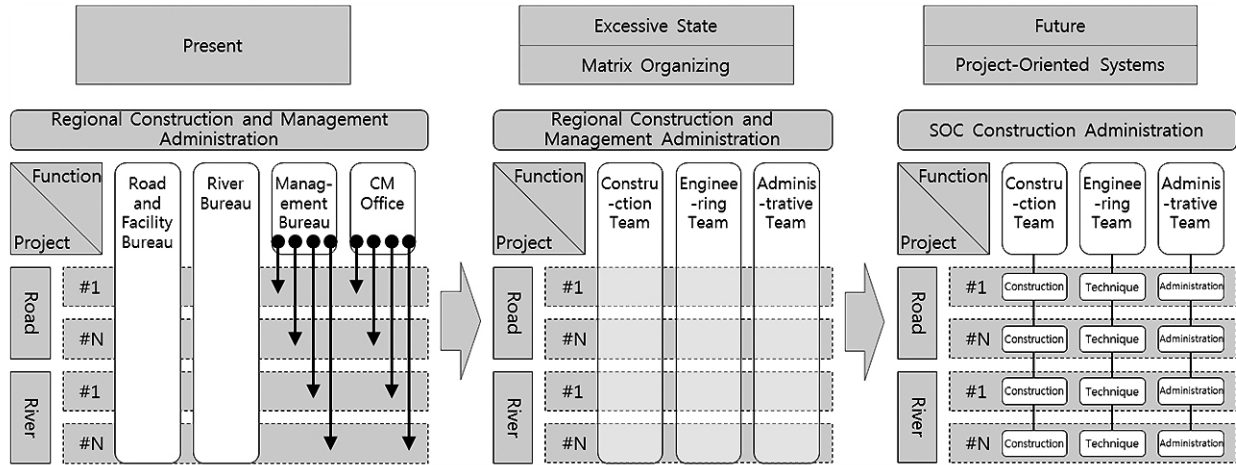 Present
Regional Construction and Management
Administration
Function
Project
Road
and
Facility
Bureau
River
Bureau
Manag-
ement
Bureau
CM
Office
Road
#1
#N
River
#1
#N
Excessive State
Matrix Organizing
Regional Construction and
Management Administration
Function
Project
Constru
-ction
Team
Enginee
-ring
Team
Adminis
-trative
Team
Road
#1
#N
River
#1
#N
Future
Project-Oriented Systems
SOC Construction Administration
Function
Project
Constru
-ction
Team
Enginee
-ring
Team
Adminis
-trative
Team
Road
#1
Construction
Technique
Administration
#N
Construction
Technique
Administration
River
#1
Construction
Technique
Administration
#N
Construction
Technique
Administration